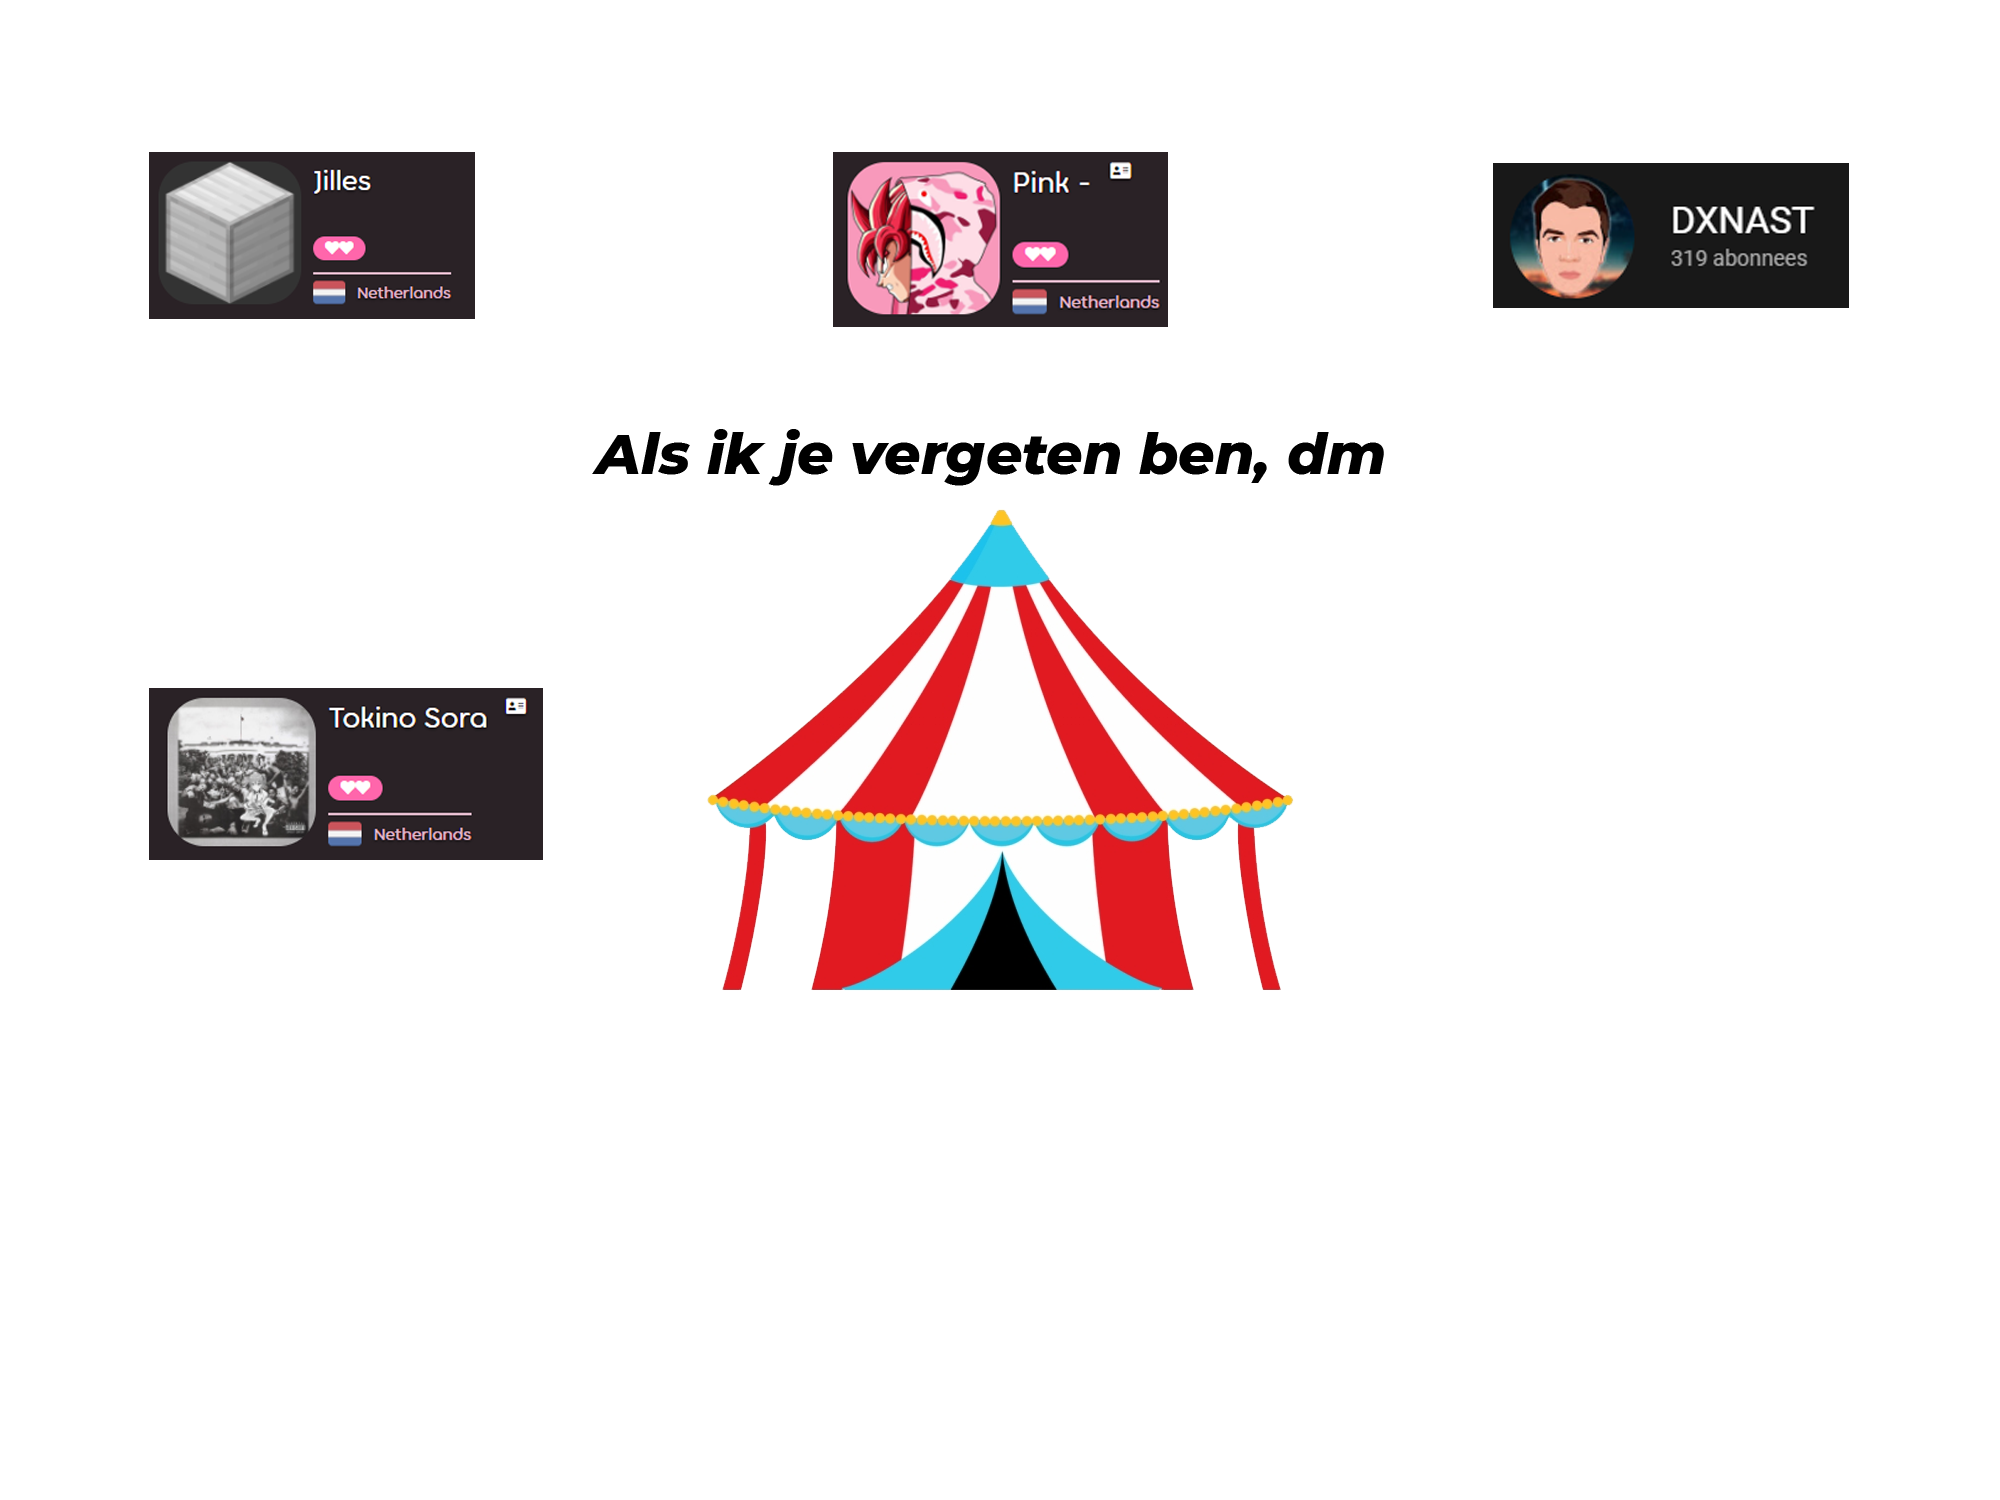 Jilles
Netherlands
Pink -
Netherlands
DXNAST
319 abonnees
Als ik je vergeten ben, dm
Tokino Sora
Netherlands